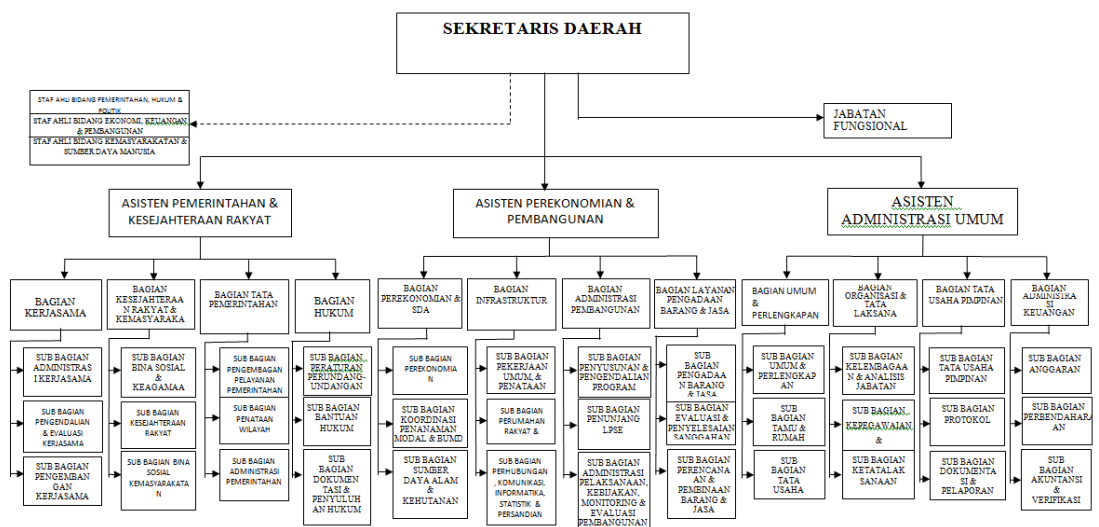 SEKRETARIS DAERAH
STAF AHLI BIDANG PEMERINTAHAN, HUKUM &
POLITIK
STAF AHLI BIDANG EKONOMI, KEUANGAN
& PEMBANGUNAN
STAF AHLI BIDANG KEMASYARAKATAN &
SUMBER DAYA MANUSIA
JABATAN
FUNGSIONAL
ASISTEN PEMERINTAHAN &
KESEJAHTERAAN RAKYAT
ASISTEN PEREKONOMIAN &
PEMBANGUNAN
ASISTEN
ADMINISTRASI UMUM
BAGIAN
KERJASAMA
BAGIAN
KESEJAHTERAA
N RAKYAT &
KEMASYARAKA
BAGIAN TATA
PEMERINTAHAN
BAGIAN
HUKUM
BAGIAN
PEREKONOMIAN &
SDA
BAGIAN
INFRASTRUKTUR
BAGIAN
ADMINISTRASI
PEMBANGUNAN
BAGIAN LAYANAN
PENGADAAN
BARANG & JASA
BAGIAN UMUM
&
PERLENGKAPAN
BAGIAN
ORGANISASI &
TATA
LAKSANA
BAGIAN TATA
USAHA PIMPINAN
BAGIAN
ADMINISTRA
SI
KEUANGAN
SUB BAGIAN
ADMINISTRAS
I KERJASAMA
SUB BAGIAN
BINA SOSIAL
&
KEAGAMAA
SUB BAGIAN
PENGEMBAGAN
PELAYANAN
PEMERINTAHAN
SUB BAGIAN
PERATURAN
PERUNDANG-
UNDANGAN
SUB BAGIAN
PEREKONOMIA
N
SUB BAGIAN
PEKERJAAN
UMUM, &
PENATAAN
SUB BAGIAN
PENYUSUNAN &
PENGENDALIAN
PROGRAM
SUB
BAGIAN
PENGADAA
N BARANG
& JASA
SUB BAGIAN
UMUM &
PERLENGKAP
AN
SUB BAGIAN
KELEMBAGAA
N & ANALISIS
JABATAN
SUB BAGIAN
TATA USAHA
PIMPINAN
SUB BAGIAN
ANGGARAN
SUB BAGIAN
PENGENDALIAN
& EVALUASI
KERJASAMA
SUB BAGIAN
KESEJAHTERAAN
RAKYAT
SUB BAGIAN
PENATAAN
WILAYAH
SUB BAGIAN
BANTUAN
HUKUM
SUB BAGIAN
KOORDINASI
PENANAMAN
MODAL & BUMD
SUB BAGIAN
PERUMAHAN
RAKYAT &
SUB BAGIAN
PENUNJANG
LPSE
SUB BAGIAN
EVALUASI &
PENYELESAIAN
SANGGAHAN
SUB
BAGIAN
TAMU &
RUMAH
SUB BAGIAN
KEPEGAWAIAN
&
SUB BAGIAN
PROTOKOL
SUB BAGIAN
PERBENDAHARA
AN
SUB BAGIAN
PENGEMBAN
GAN
KERJASAMA
SUB BAGIAN BINA
SOSIAL
KEMASYARAKATA
N
SUB BAGIAN
ADMINISTRASI
PEMERINTAHAN
SUB
BAGIAN
DOKUMEN
TASI &
PENYULUH
AN HUKUM
SUB BAGIAN
SUMBER
DAYA ALAM &
KEHUTANAN
SUB BAGIAN
PERHUBUNGAN
, KOMUNIKASI,
INFORMATIKA,
STATISTIK &
PERSANDIAN
SUB BAGIAN
ADMINISTRASI
PELAKSANAAN,
KEBIJAKAN,
MONITORING &
EVALUASI
PEMBANGUNAN
SUB BAGIAN
PERENCANAA
N &
PEMBINAAN
BARANG &
JASA
SUB
BAGIAN
TATA
USAHA
SUB BAGIAN
KETATALAK
SANAAN
SUB BAGIAN
DOKUMENTA
SI &
PELAPORAN
SUB
BAGIAN
AKUNTANSI
&
VERIFIKASI